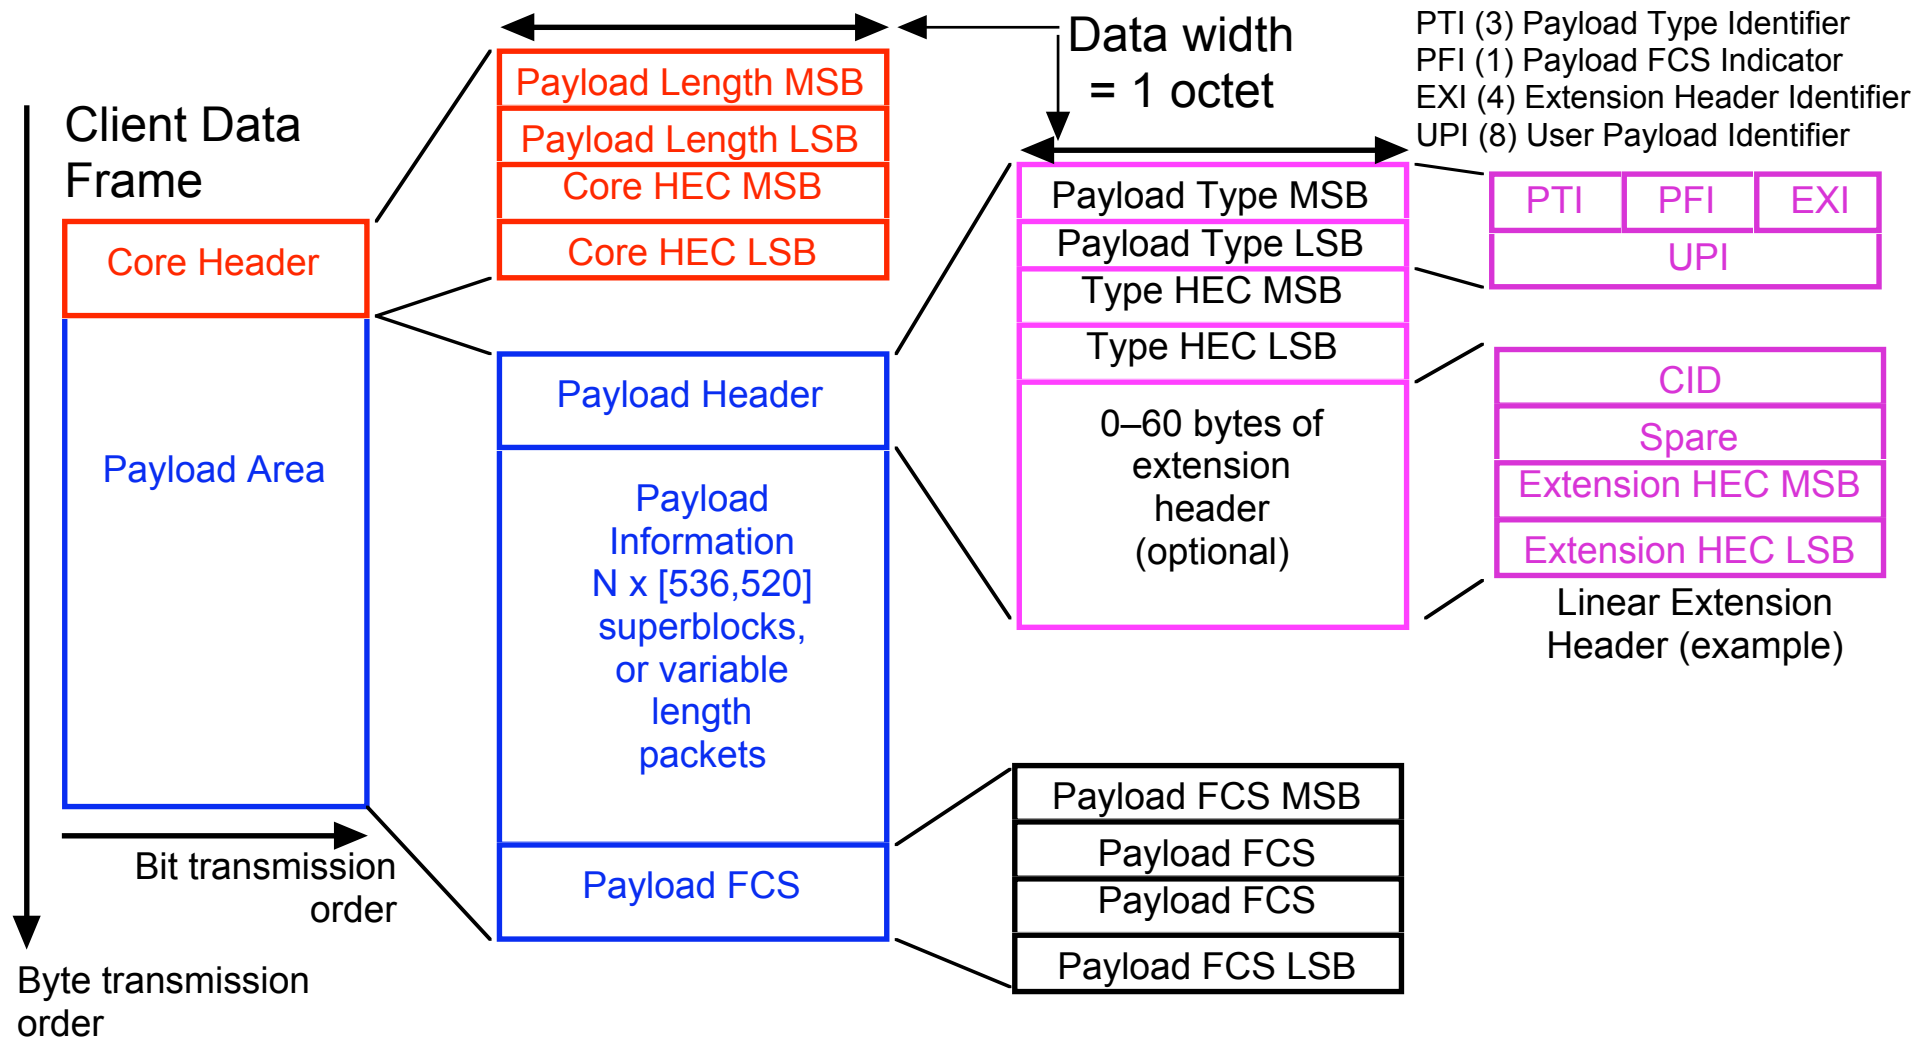 Client Data
Frame
Core Header
Payload Area
Bit transmission
order
Byte transmission
order
Payload Length MSB
Payload Length LSB
Core HEC MSB
Core HEC LSB
Payload Header
Payload
Information
N x [536,520]
superblocks,
or variable
length
packets
Payload FCS
Data width
= 1 octet
Payload Type MSB
Payload Type LSB
Type HEC MSB
Type HEC LSB
0–60 bytes of
extension
header
(optional)
Payload FCS MSB
Payload FCS
Payload FCS
Payload FCS LSB
PTI (3) Payload Type Identifier
PFI (1) Payload FCS Indicator
EXI (4) Extension Header Identifier
UPI (8) User Payload Identifier
PTI PFI EXI
UPI
CID
Spare
Extension HEC MSB
Extension HEC LSB
Linear Extension
Header (example)